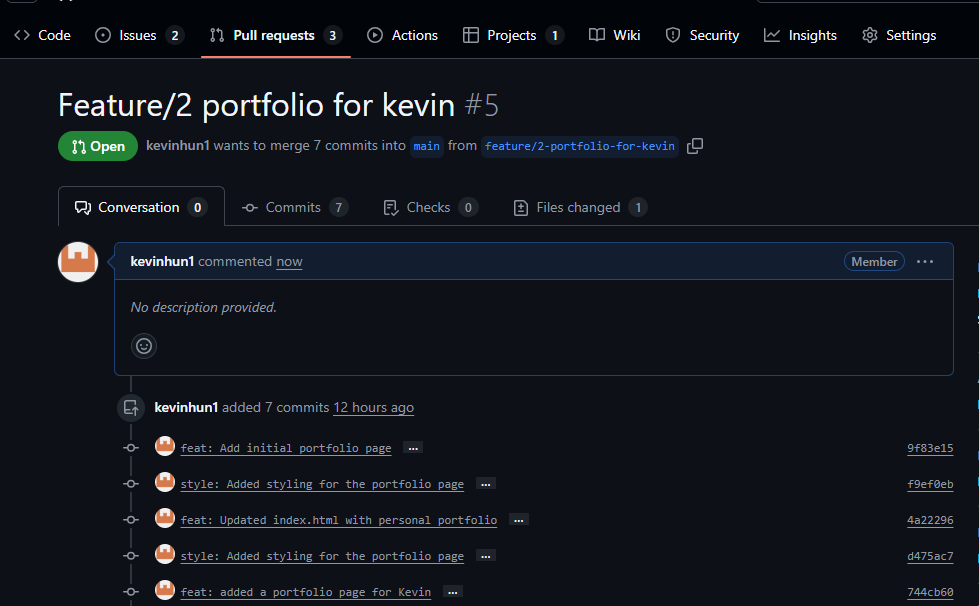 Code Issues 2 Pull requests 3 Actions Projects 1 Wiki Security Insights Settings
Feature/2 portfolio for kevin #5
Open kevinhun1 wants to merge 7 commits into main from feature/2-portfolio-for-kevin
Conversation 0 Commits 7 Checks 0 Files changed 1
kevinhun1 commented now Member ...
No description provided.
kevinhun1 added 7 commits 12 hours ago
feat: Add initial portfolio page ... 9f83e15
style: Added styling for the portfolio page ... f9ef0eb
feat: Updated index.html with personal portfolio ... 4a22296
style: Added styling for the portfolio page ... d475ac7
feat: added a portfolio page for Kevin ... 744cb60